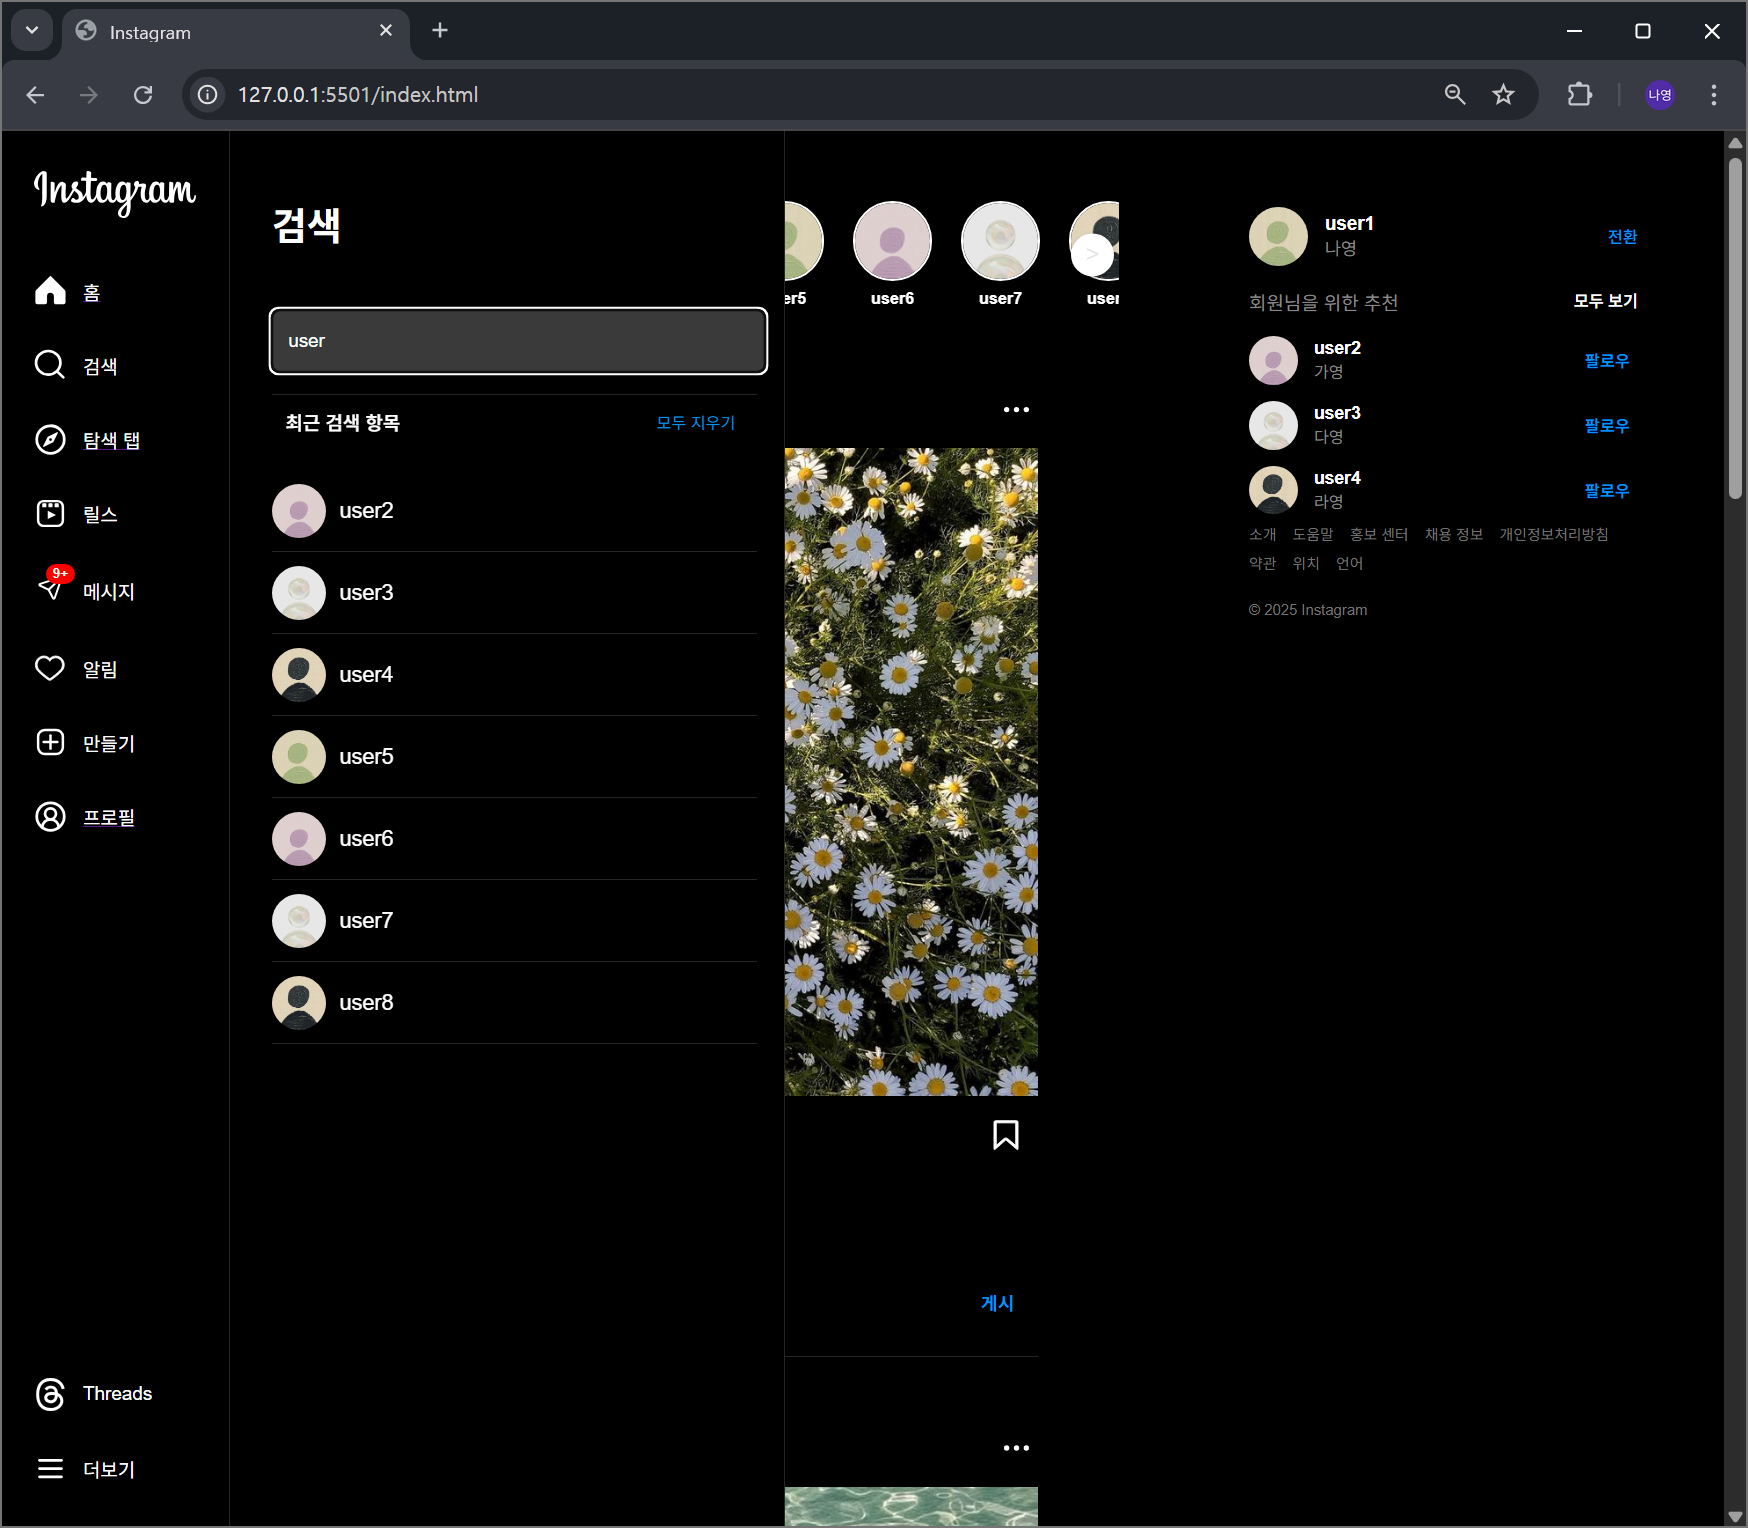 Instagram
127.0.0.1:5501/index.html
나영
Instagram
홈
검색
탐색 탭
릴스
9+
메시지
알림
만들기
프로필
Threads
더보기
검색
user
최근 검색 항목
모두 지우기
user2
user3
user4
user5
user6
user7
user8
er5
user6
user7
user
>
게시
user1
나영
전환
회원님을 위한 추천
모두 보기
user2
가영
팔로우
user3
다영
팔로우
user4
라영
팔로우
소개 도움말 홍보 센터 채용 정보 개인정보처리방침
약관 위치 언어
© 2025 Instagram